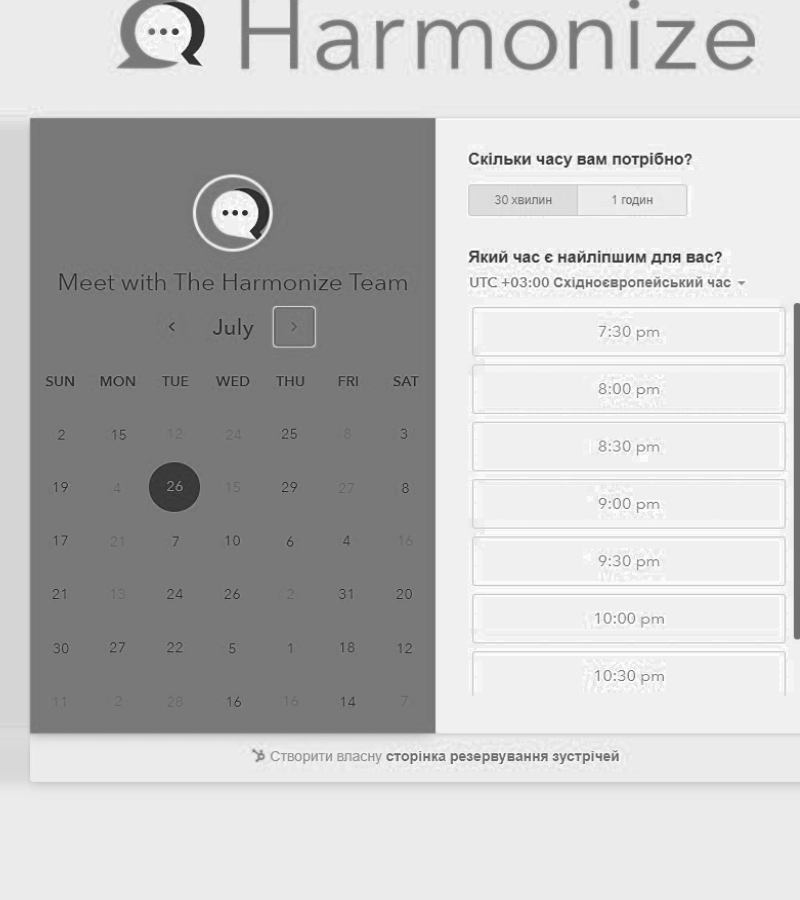 Harmonize
Meet with The Harmonize Team
July
SUN MON TUE WED THU FRI SAT
2 15 12 24 25 8 3
19 4 26 15 29 27 8
17 21 7 10 6 4 16
21 13 24 26 2 31 20
30 27 22 5 1 18 12
11 2 28 16 16 14 7
Скільки часу вам потрібно?
30 хвилин 1 годин
Який час є найліпшим для вас?
UTC +03:00 Східноєвропейський час
7:30 pm
8:00 pm
8:30 pm
9:00 pm
9:30 pm
10:00 pm
10:30 pm
Створити власну сторінка резервування зустрічей